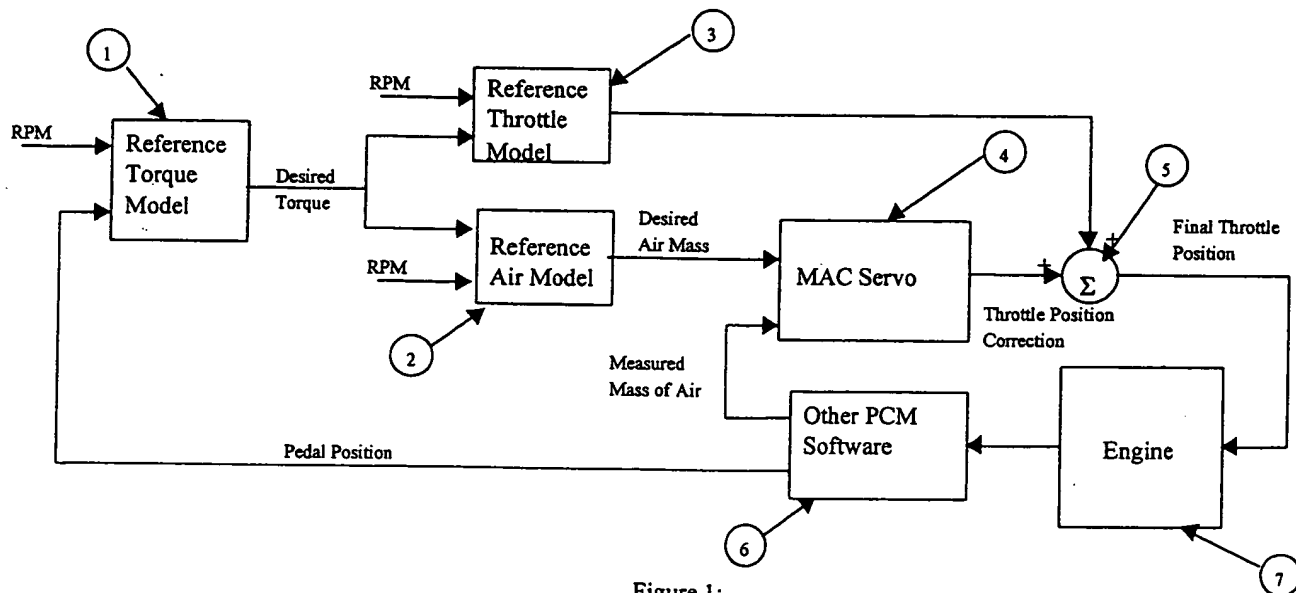 1
3
RPM
Reference
Throttle
Model
RPM
Reference
Torque
Model
4
5
Desired
Torque
Desired
Air Mass
+
Final Throttle
Position
Reference
Air Model
RPM
MAC Servo
+
Σ
Throttle Position
Correction
2
Measured
Mass of Air
Other PCM
Software
Engine
Pedal Position
6
7
Figure 1: